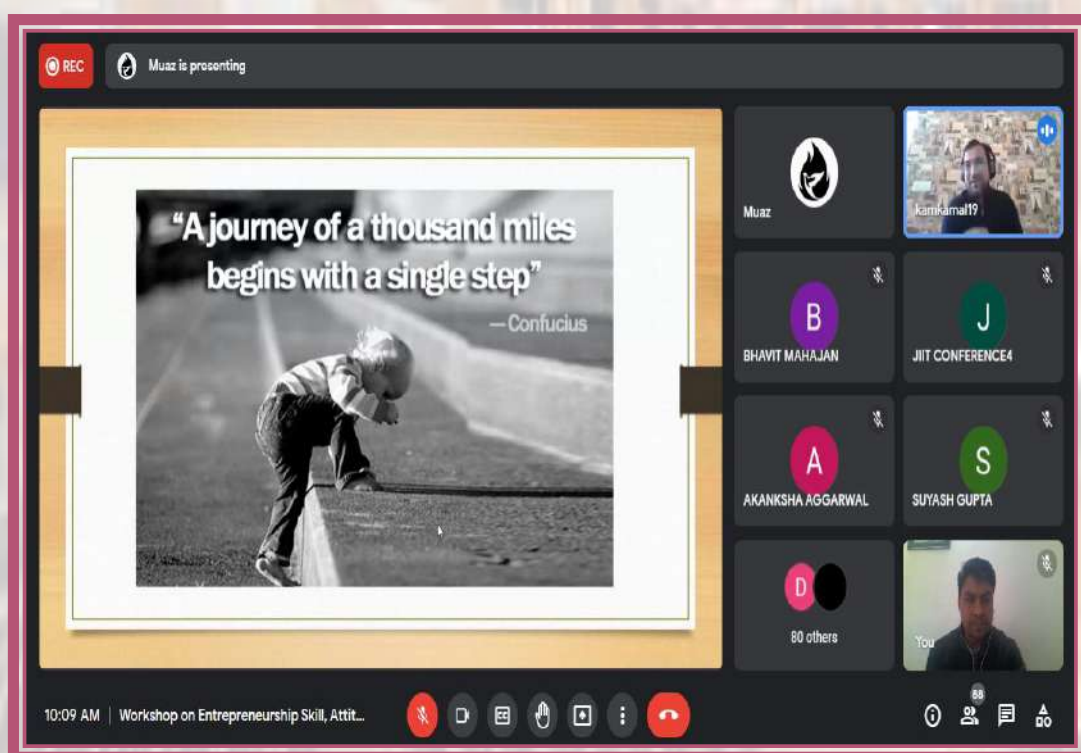 REC
Muaz is presenting
“A journey of a thousand miles
begins with a single step”
— Confucius
Muaz
kamkamal19
B
BHAVIT MAHAJAN
J
JIIT CONFERENCE4
A
AKANKSHA AGGARWAL
S
SUYASH GUPTA
D
80 others
You
10:09 AM | Workshop on Entrepreneurship Skill, Attit...
CC
88